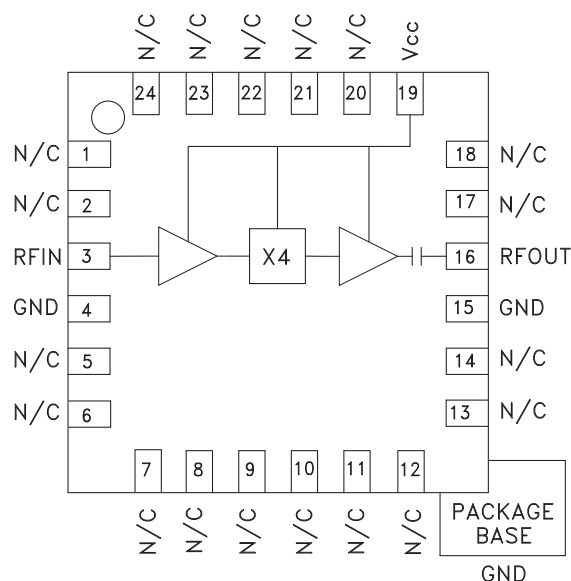 N/C N/C N/C N/C N/C Vcc
24 23 22 21 20 19
N/C 1 18 N/C
N/C 2 17 N/C
RFIN 3 X4 16 RFOUT
GND 4 15 GND
N/C 5 14 N/C
N/C 6 13 N/C
7 8 9 10 11 12
N/C N/C N/C N/C N/C N/C
PACKAGE
BASE
GND